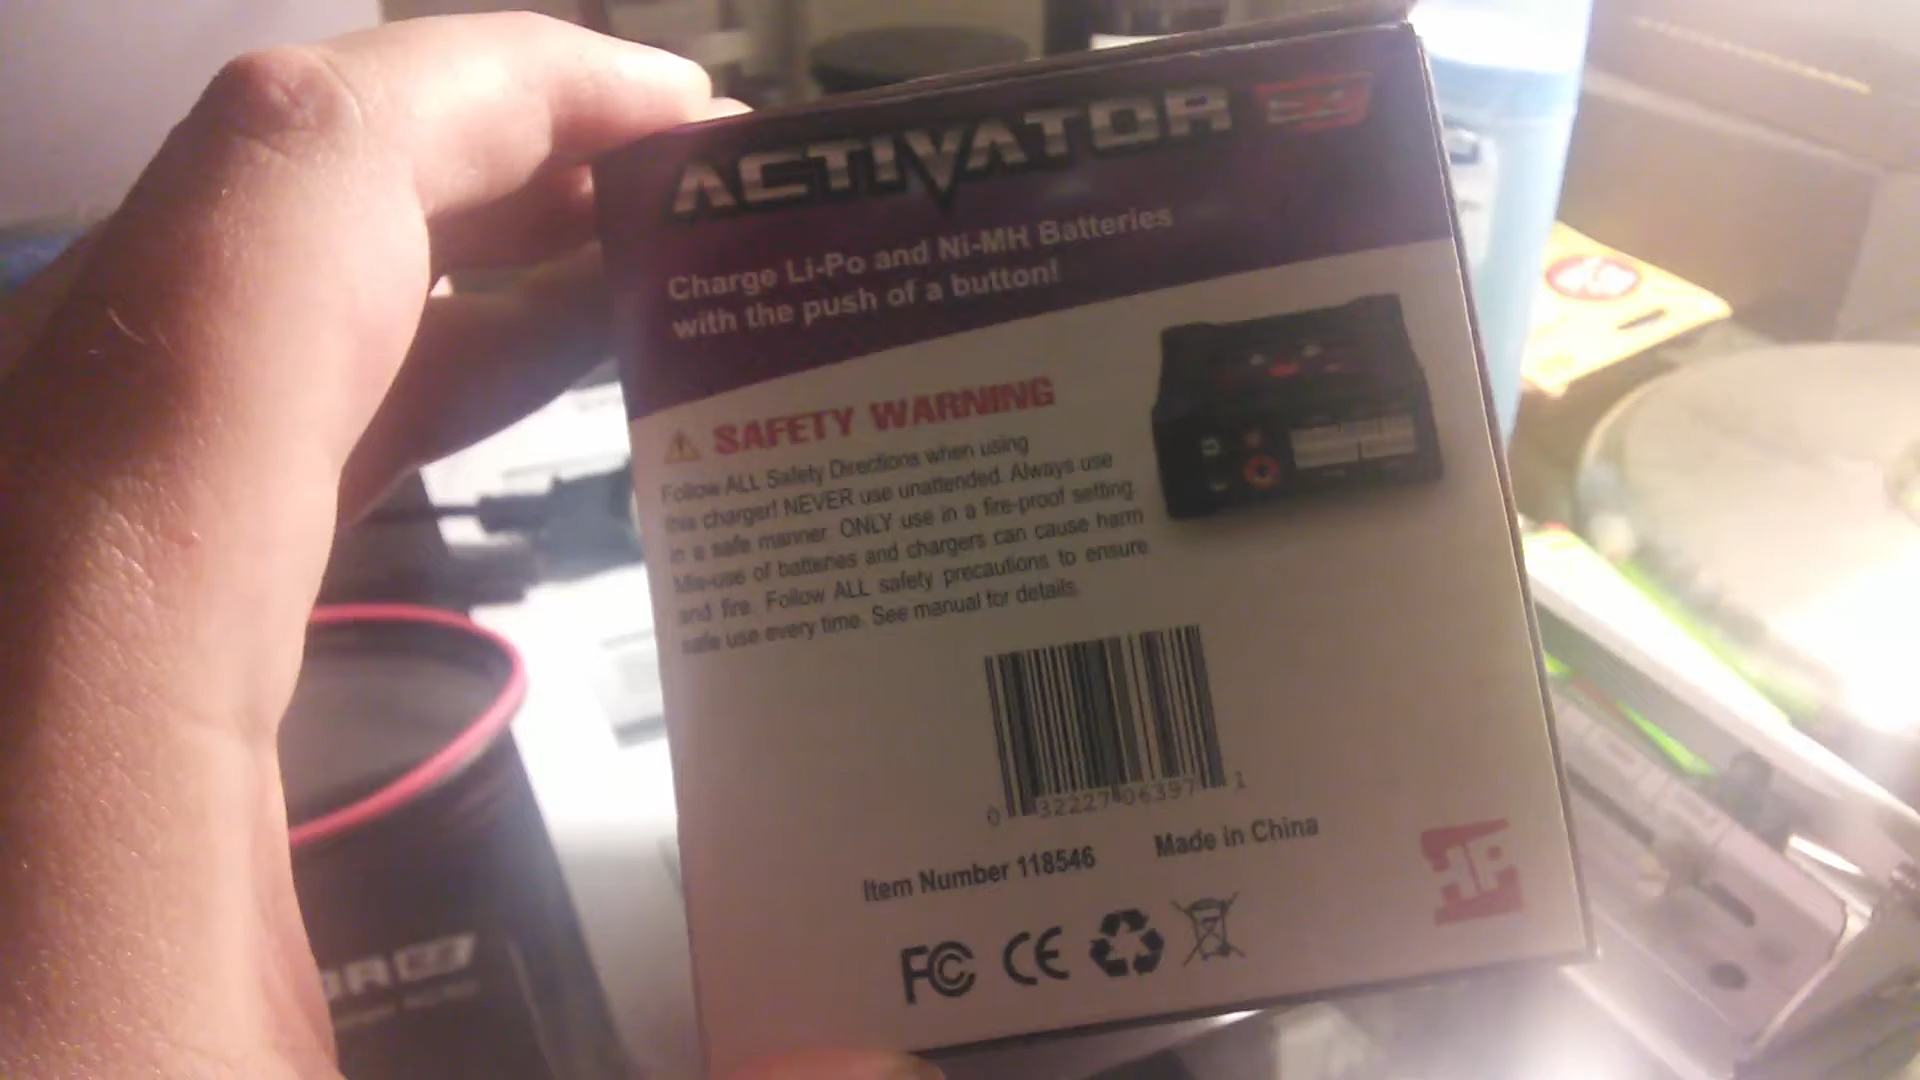 ACTIVATOR EZ
Charge Li-Po and Ni-MH Batteries
with the push of a button!
SAFETY WARNING
Follow ALL Safety Directions when using
this charger! NEVER use unattended. Always use
in a safe manner. ONLY use in a fire-proof setting.
Mis-use of batteries and chargers can cause harm
and fire. Follow ALL safety precautions to ensure
safe use every time. See manual for details.
0 32227 06397 1
Item Number 118546
Made in China
HP
FC CE